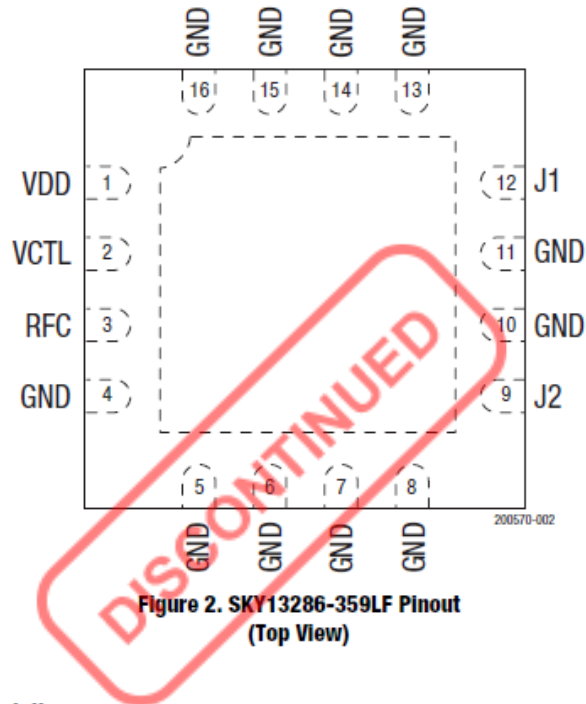 GND GND GND GND
16 15 14 13
VDD 1 12 J1
VCTL 2 11 GND
RFC 3 10 GND
GND 4 9 J2
5 6 7 8
GND GND GND GND
200570-002
DISCONTINUED
Figure 2. SKY13286-359LF Pinout
(Top View)